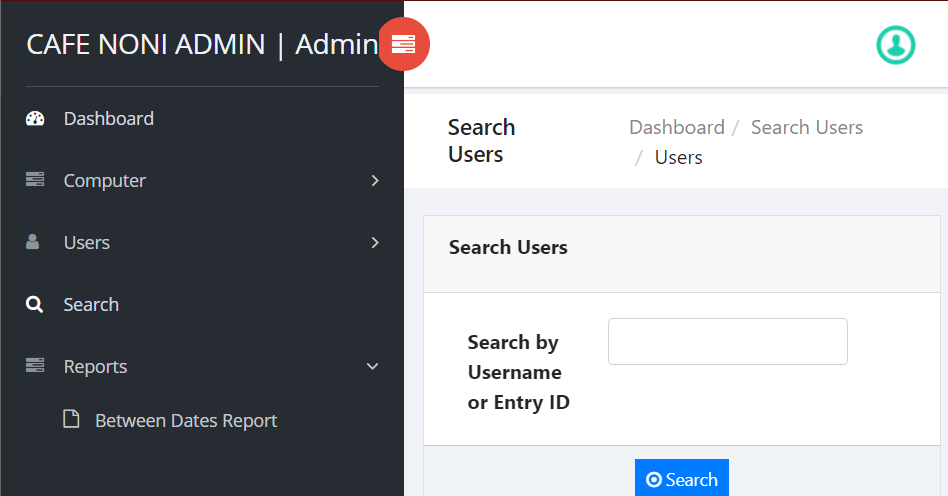 CAFE NONI ADMIN | Admin
Dashboard
Computer
Users
Search
Reports
Between Dates Report
Search
Users
Dashboard / Search Users
/ Users
Search Users
Search by
Username
or Entry ID
Search